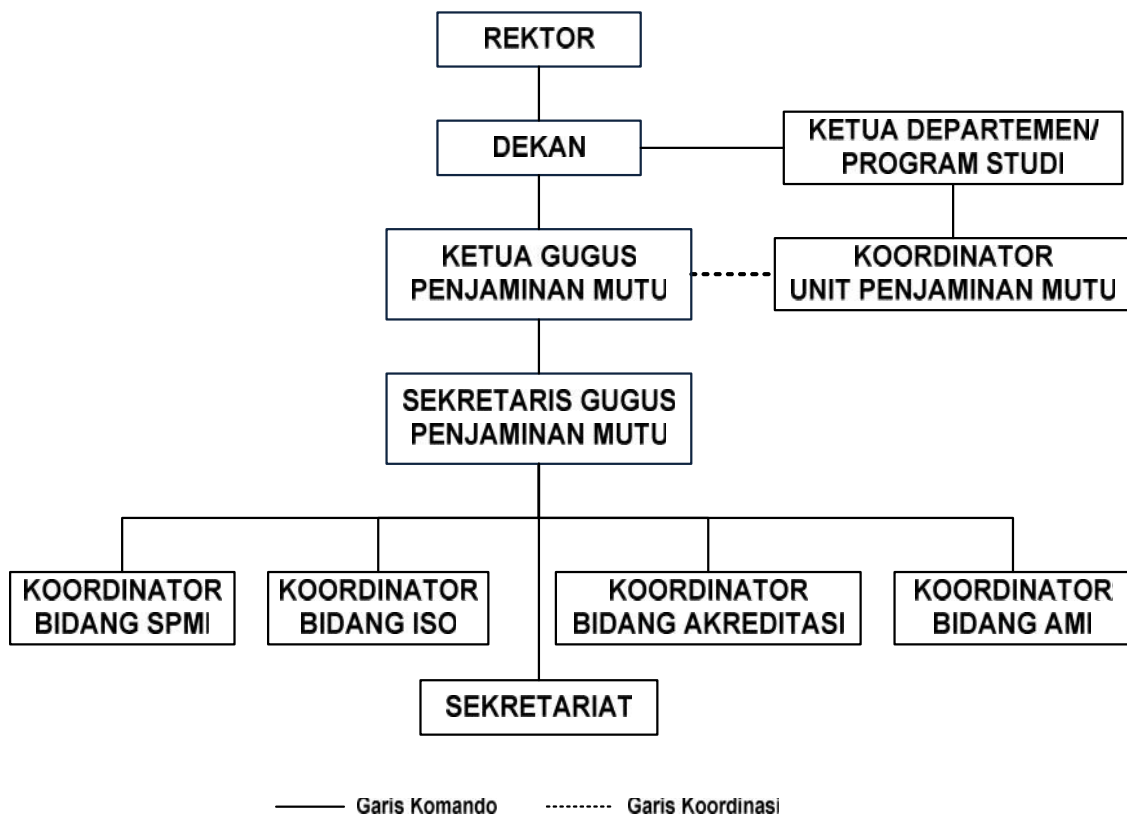 REKTOR
DEKAN
KETUA DEPARTEMEN/
PROGRAM STUDI
KETUA GUGUS
PENJAMINAN MUTU
KOORDINATOR
UNIT PENJAMINAN MUTU
SEKRETARIS GUGUS
PENJAMINAN MUTU
KOORDINATOR
BIDANG SPMI
KOORDINATOR
BIDANG ISO
KOORDINATOR
BIDANG AKREDITASI
KOORDINATOR
BIDANG AMI
SEKRETARIAT
Garis Komando
Garis Koordinasi